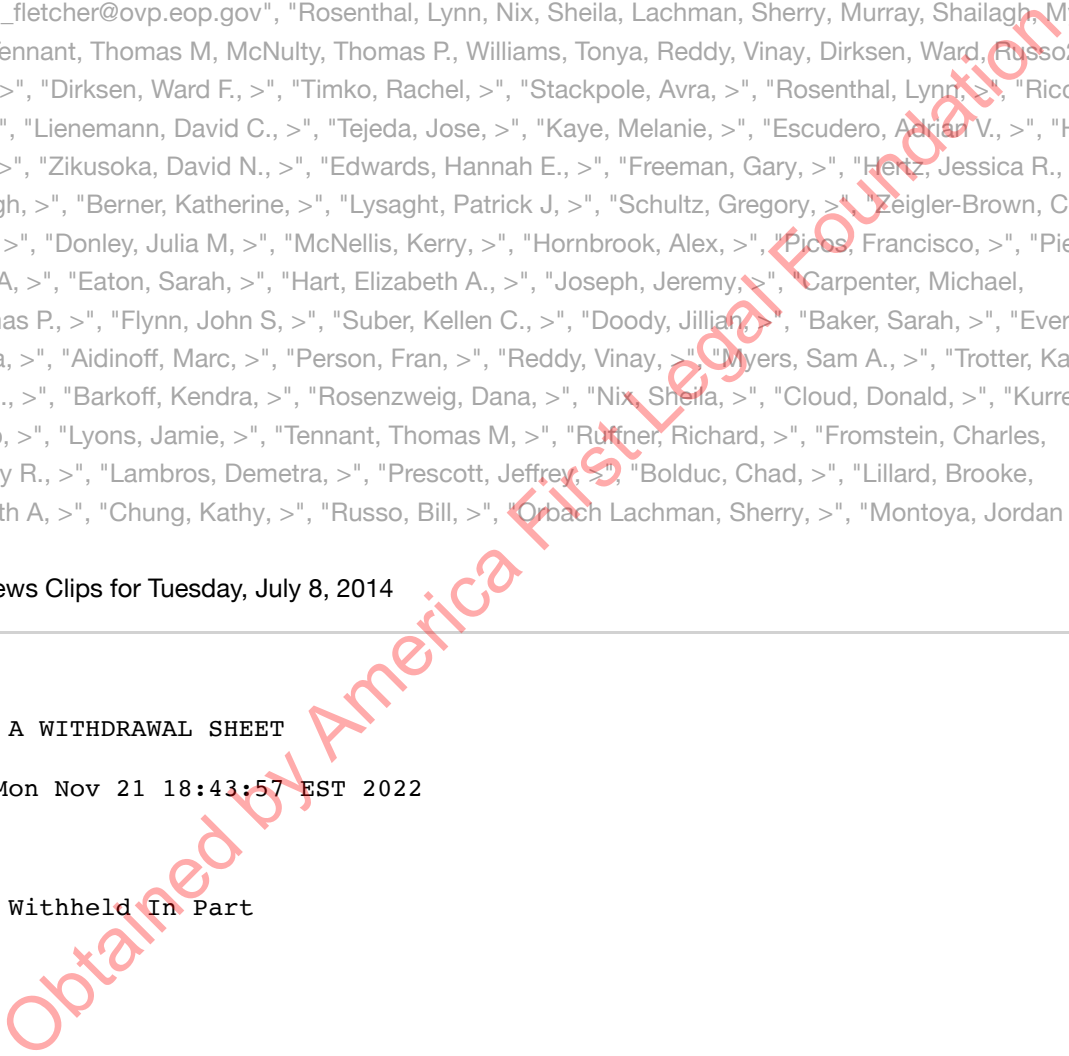 _fletcher@ovp.eop.gov", "Rosenthal, Lynn, Nix, Sheila, Lachman, Sherry, Murray, Shailagh, M
ennant, Thomas M, McNulty, Thomas P., Williams, Tonya, Reddy, Vinay, Dirksen, Ward, Russo
>", "Dirksen, Ward F., >", "Timko, Rachel, >", "Stackpole, Avra, >", "Rosenthal, Lynn, >", "Ricc
", "Lienemann, David C., >", "Tejeda, Jose, >", "Kaye, Melanie, >", "Escudero, Adrian V., >", "H
>", "Zikusoka, David N., >", "Edwards, Hannah E., >", "Freeman, Gary, >", "Hertz, Jessica R.,
gh, >", "Berner, Katherine, >", "Lysaght, Patrick J, >", "Schultz, Gregory, >", "Zeigler-Brown, C
>", "Donley, Julia M, >", "McNellis, Kerry, >", "Hornbrook, Alex, >", "Picos, Francisco, >", "Pie
A, >", "Eaton, Sarah, >", "Hart, Elizabeth A., >", "Joseph, Jeremy, >", "Carpenter, Michael,
as P., >", "Flynn, John S, >", "Suber, Kellen C., >", "Doody, Jillian, >", "Baker, Sarah, >", "Ever
a, >", "Aidinoff, Marc, >", "Person, Fran, >", "Reddy, Vinay, >", "Myers, Sam A., >", "Trotter, Ka
., >", "Barkoff, Kendra, >", "Rosenzweig, Dana, >", "Nix, Sheila, >", "Cloud, Donald, >", "Kurre
o, >", "Lyons, Jamie, >", "Tennant, Thomas M, >", "Ruffner, Richard, >", "Fromstein, Charles,
y R., >", "Lambros, Demetra, >", "Prescott, Jeffrey, >", "Bolduc, Chad, >", "Lillard, Brooke,
th A, >", "Chung, Kathy, >", "Russo, Bill, >", "Orbach Lachman, Sherry, >", "Montoya, Jordan
ews Clips for Tuesday, July 8, 2014
A WITHDRAWAL SHEET
Mon Nov 21 18:43:57 EST 2022
Withheld In Part
Obtained by America First Legal Foundation